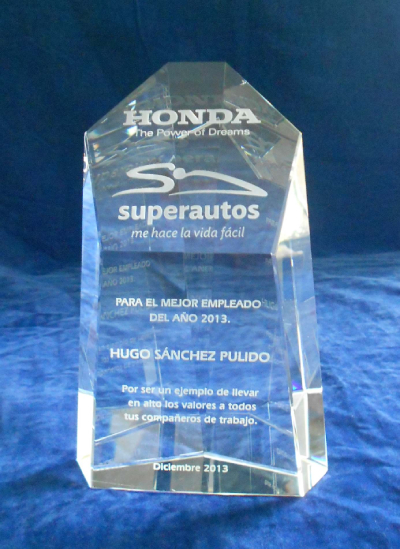 HONDA
The Power of Dreams
superautos
me hace la vida fácil
PARA EL MEJOR EMPLEADO
DEL AÑO 2013.
HUGO SÁNCHEZ PULIDO
Por ser un ejemplo de llevar
en alto los valores a todos
tus compañeros de trabajo.
Diciembre 2013